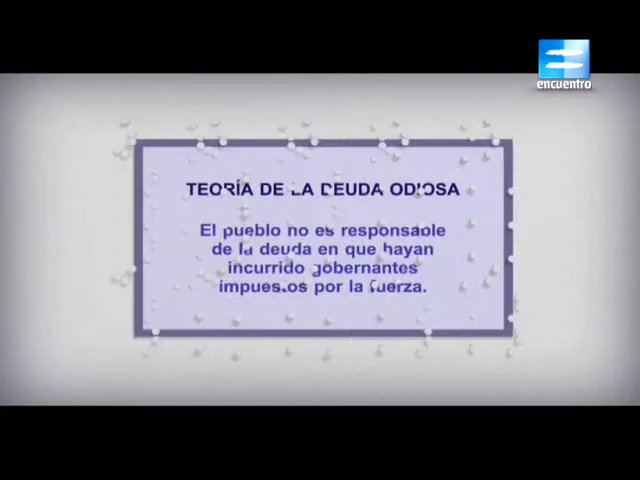 encuentro
TEORÍA DE LA DEUDA ODIOSA
El pueblo no es responsable
de la deuda en que hayan
incurrido gobernantes
impuestos por la fuerza.